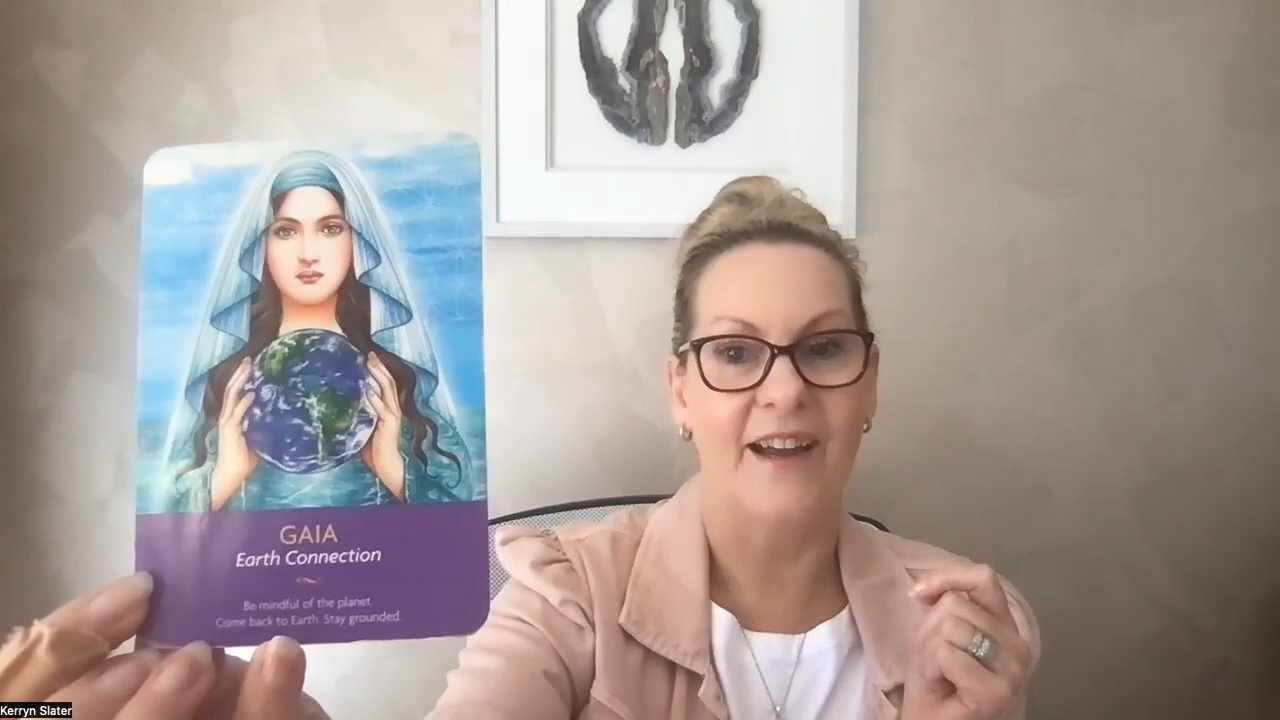 GAIA
Earth Connection
Be mindful of the planet.
Come back to Earth. Stay grounded.
Kerryn Slater